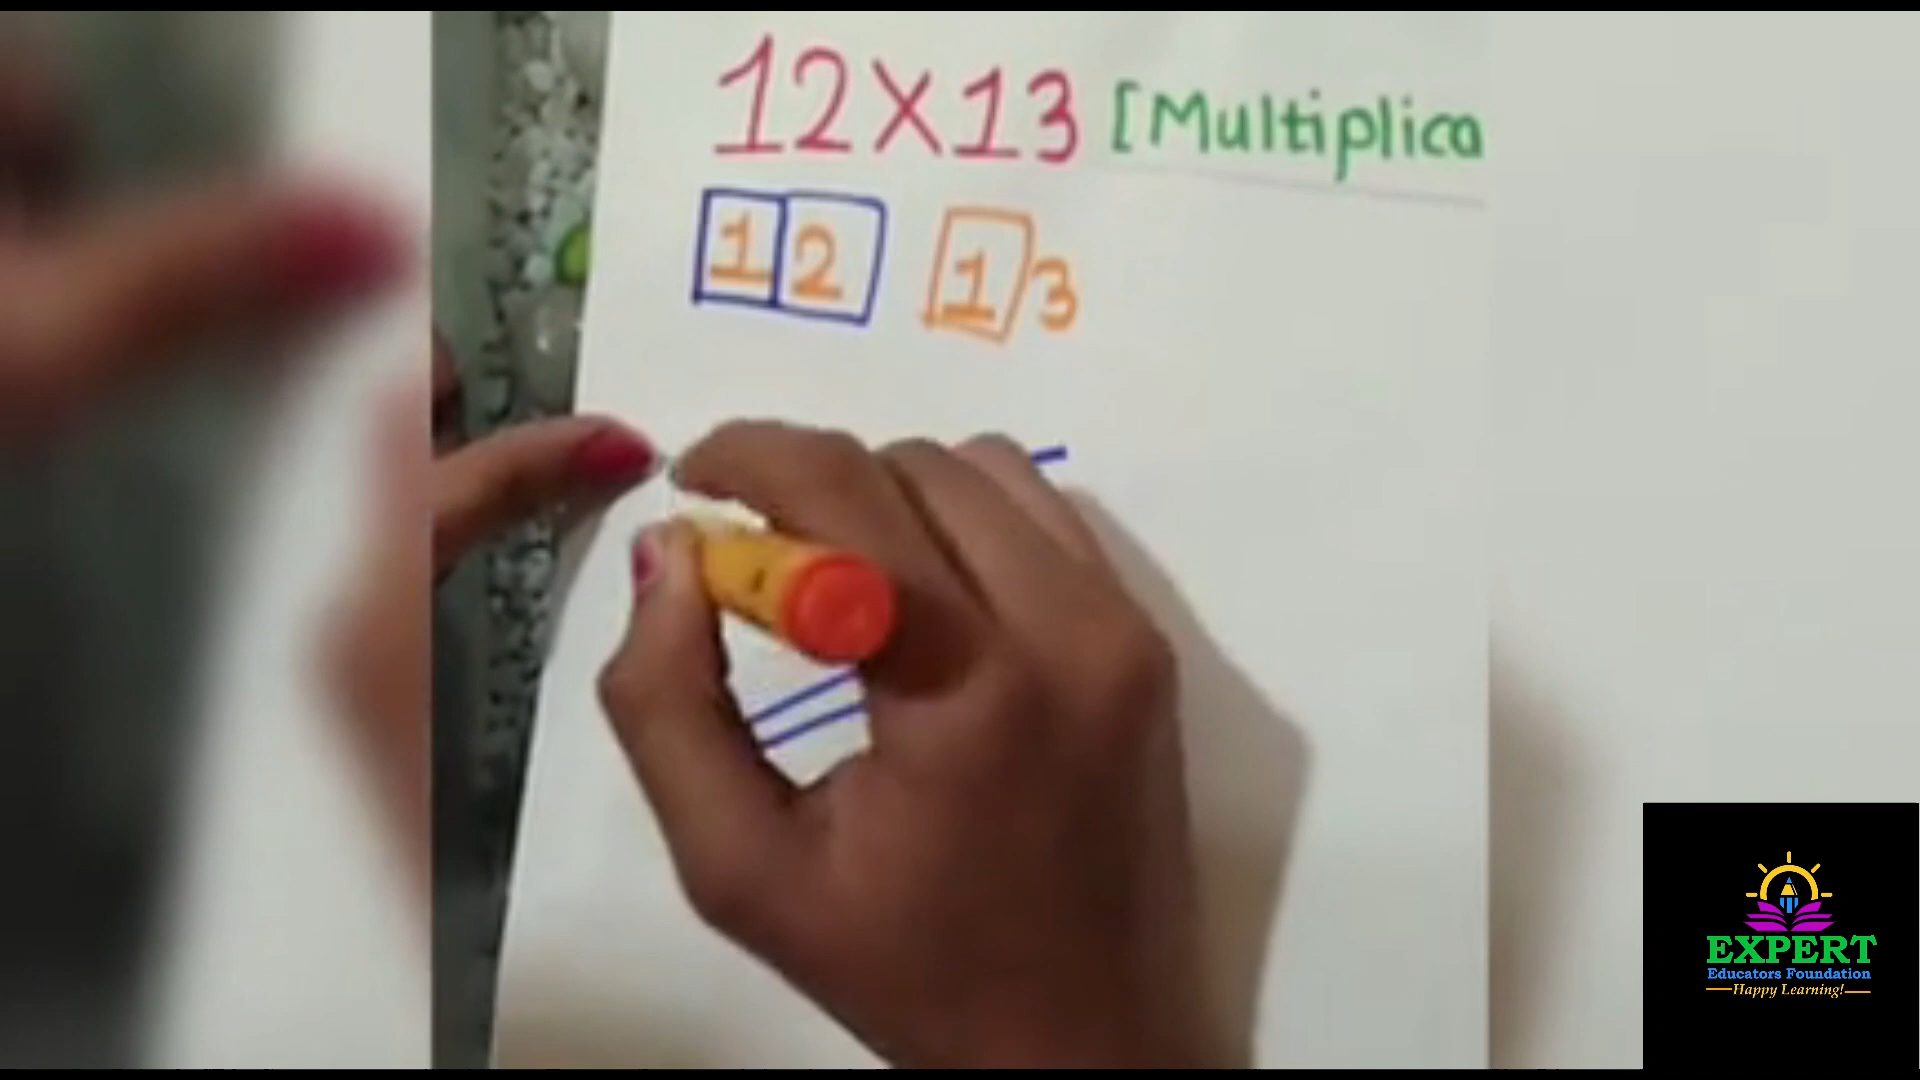 12X13 [Multiplica
12 13
EXPERT
Educators Foundation
Happy Learning!